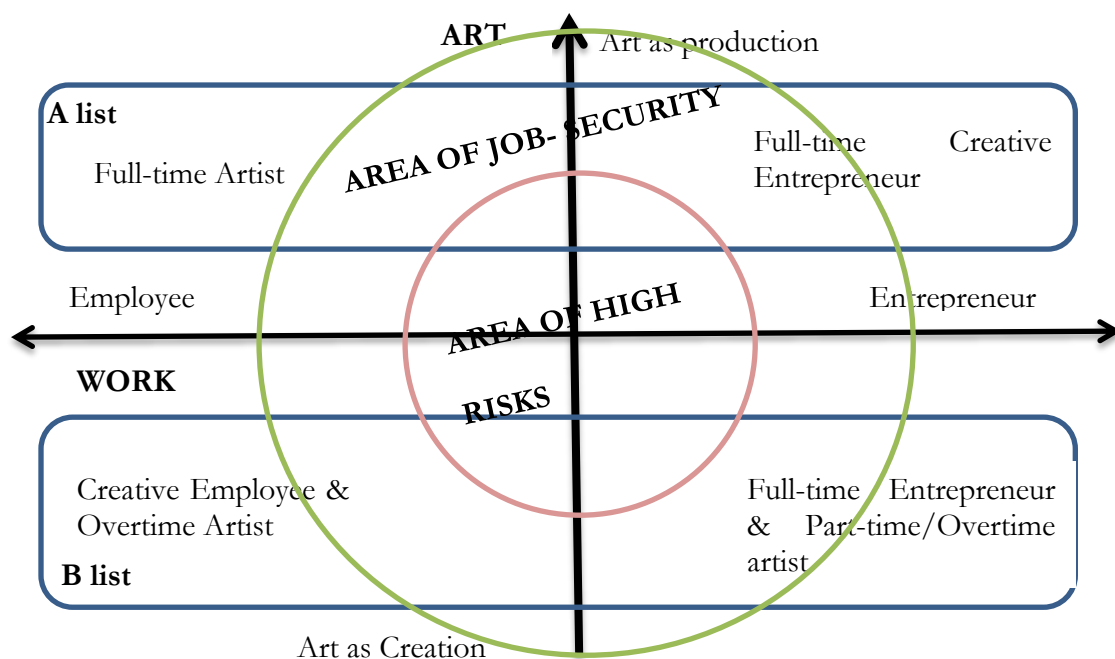 ART
Art as production
A list
AREA OF JOB- SECURITY
Full-time Artist
Full-time Creative
Entrepreneur
Employee
Entrepreneur
AREA OF HIGH
RISKS
WORK
Creative Employee &
Overtime Artist
Full-time Entrepreneur
& Part-time/Overtime
artist
B list
Art as Creation